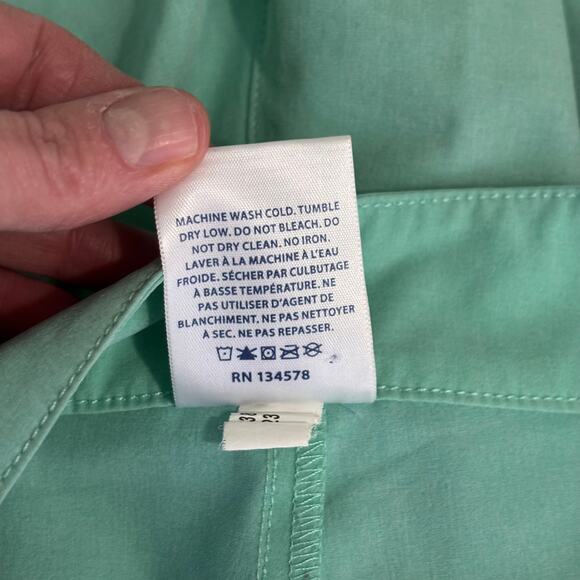 MACHINE WASH COLD. TUMBLE
DRY LOW. DO NOT BLEACH. DO
NOT DRY CLEAN. NO IRON.
LAVER À LA MACHINE À L'EAU
FROIDE. SÉCHER PAR CULBUTAGE
À BASSE TEMPÉRATURE. NE
PAS UTILISER D'AGENT DE
BLANCHIMENT. NE PAS NETTOYER
À SEC. NE PAS REPASSER.
RN 134578